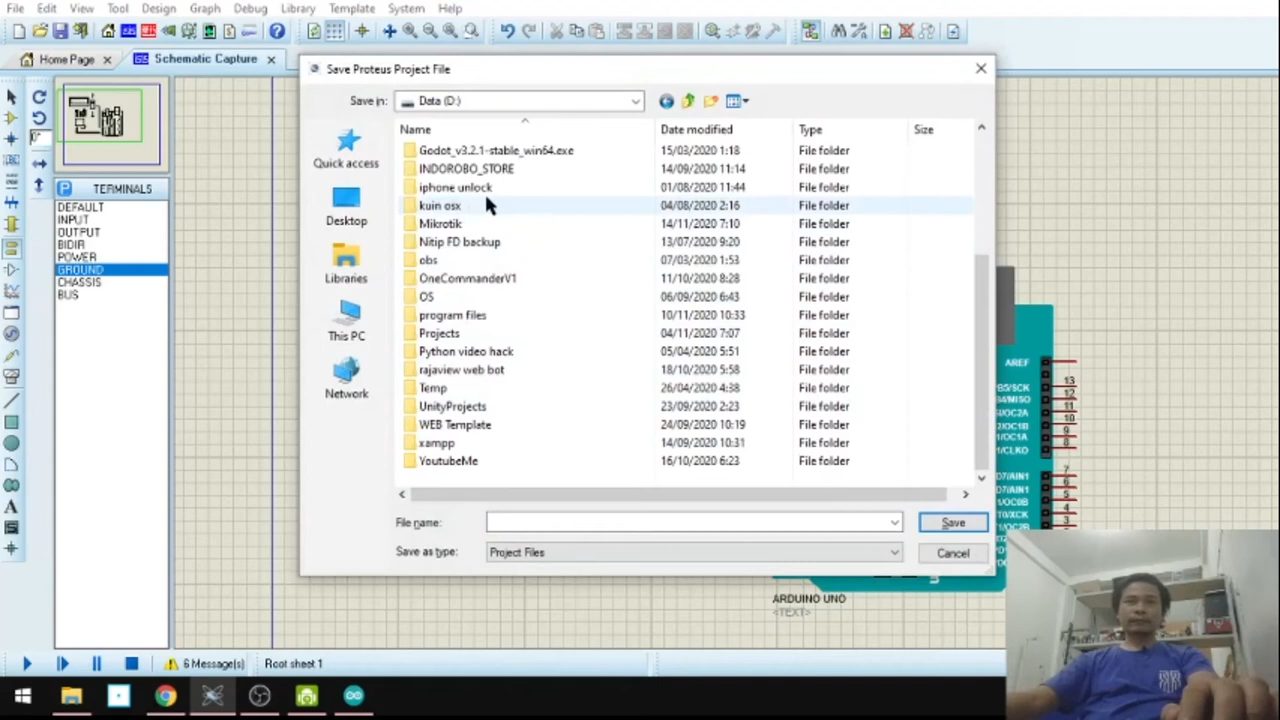 File Edit View Tool Design Graph Debug Library Template System Help
Home Page
Schematic Capture
Save Proteus Project File
Save in: Data (D:)
Name Date modified Type Size
Quick access
Desktop
Libraries
This PC
Network
Godot_v3.2.1-stable_win64.exe 15/03/2020 1:18 File folder
INDOROBO_STORE 14/09/2020 11:14 File folder
iphone unlock 01/08/2020 11:44 File folder
kuin osx 04/08/2020 2:16 File folder
Mikrotik 14/11/2020 7:10 File folder
Nitip FD backup 13/07/2020 9:20 File folder
obs 07/03/2020 1:53 File folder
OneCommanderV1 11/10/2020 8:28 File folder
OS 06/09/2020 6:43 File folder
program files 10/11/2020 10:33 File folder
Projects 04/11/2020 7:07 File folder
Python video hack 05/04/2020 5:51 File folder
rajaview web bot 18/10/2020 5:58 File folder
Temp 26/04/2020 4:38 File folder
UnityProjects 23/09/2020 2:23 File folder
WEB Template 24/09/2020 10:19 File folder
xampp 14/09/2020 10:31 File folder
YoutubeMe 16/10/2020 6:23 File folder
File name:
Save
Save as type: Project Files
Cancel
P TERMINALS
DEFAULT
INPUT
OUTPUT
BIDIR
POWER
GROUND
CHASSIS
BUS
AREF
13
PB5/SCK
12
11
10
9
8
7
6
5
4
3
ARDUINO UNO
<TEXT>
6 Message(s)
Root sheet 1